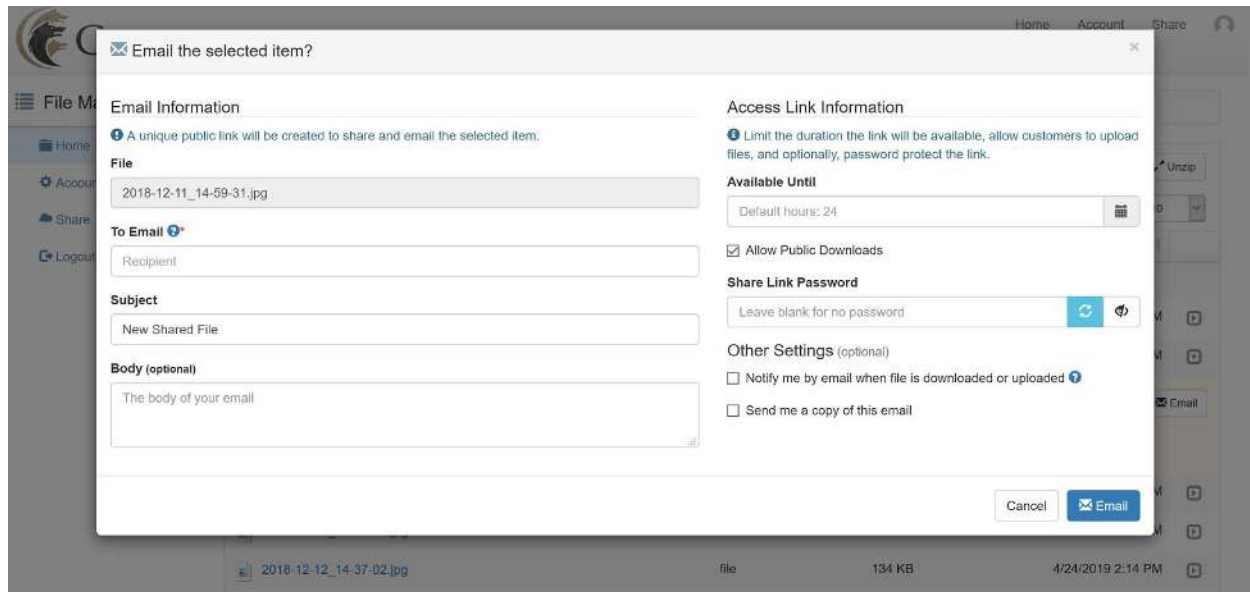 Home Account Share
Email the selected item?
×
File Ma
Home
Accoun
Share
Logout
Email Information
A unique public link will be created to share and email the selected item.
File
2018-12-11_14-59-31.jpg
To Email *
Recipient
Subject
New Shared File
Body (optional)
The body of your email
Access Link Information
Limit the duration the link will be available, allow customers to upload
files, and optionally, password protect the link.
Available Until
Default hours: 24
Allow Public Downloads
Share Link Password
Leave blank for no password
Other Settings (optional)
Notify me by email when file is downloaded or uploaded
Send me a copy of this email
Cancel
Email
Unzip
Email
2018-12-12_14-37-02.jpg file 134 KB 4/24/2019 2:14 PM